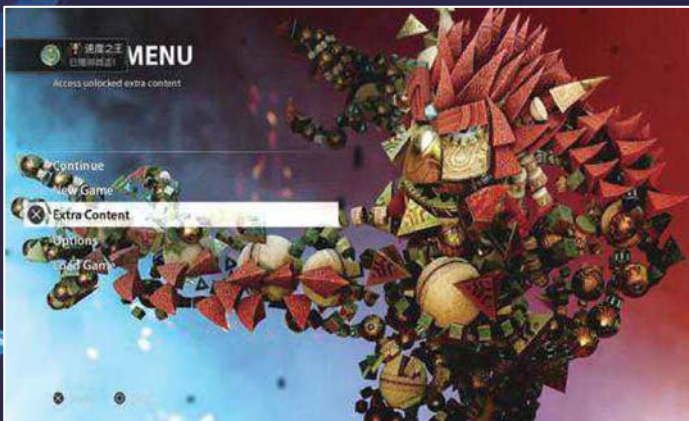 速度之王
MENU
Access unlocked extra content
Continue
New Game
Extra Content
Options
Load Game